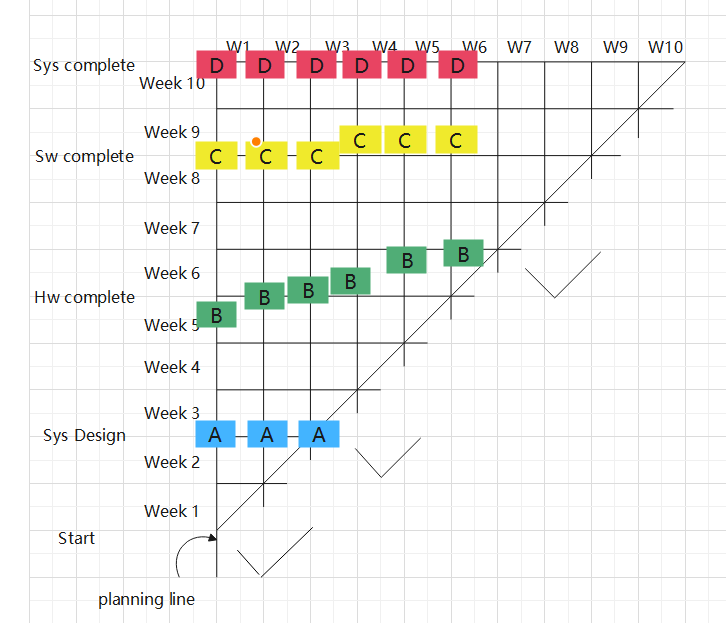 W1 W2 W3 W4 W5 W6 W7 W8 W9 W10
Sys complete D D D D D D
Week 10
Week 9
C C C
Sw complete C C C
Week 8
Week 7
B B
Week 6
B
Hw complete B B
B
Week 5
Week 4
Week 3
Sys Design A A A
Week 2
Week 1
Start
planning line